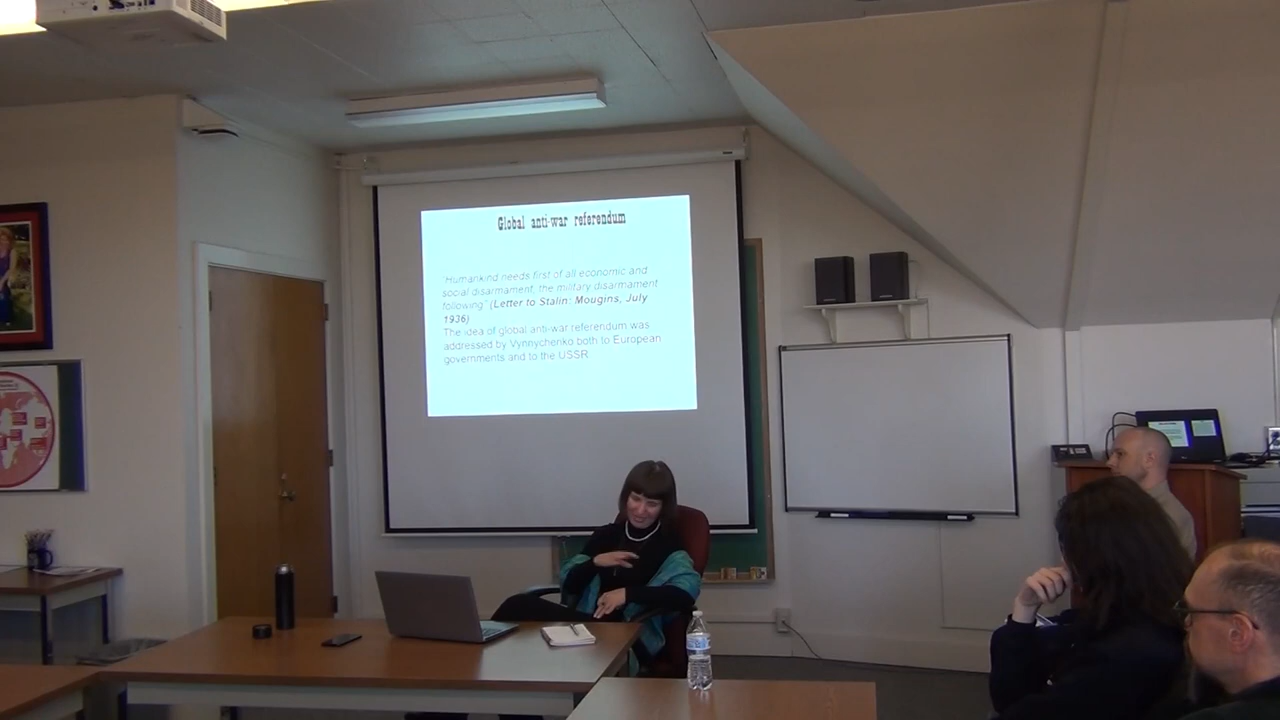 Global anti-war referendum
"Humankind needs first of all economic and
social disarmament, the military disarmament
following" (Letter to Stalin: Mougins, July
1936)
The idea of global anti-war referendum was
addressed by Vynnychenko both to European
governments and to the USSR